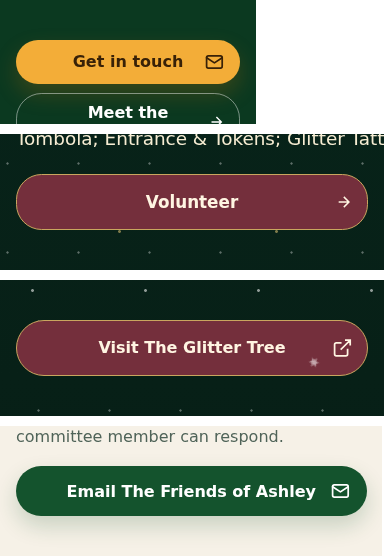 Get in touch
Meet the
Tombola; Entrance & Tokens; Glitter Tatt
Volunteer
Visit The Glitter Tree
committee member can respond.
Email The Friends of Ashley